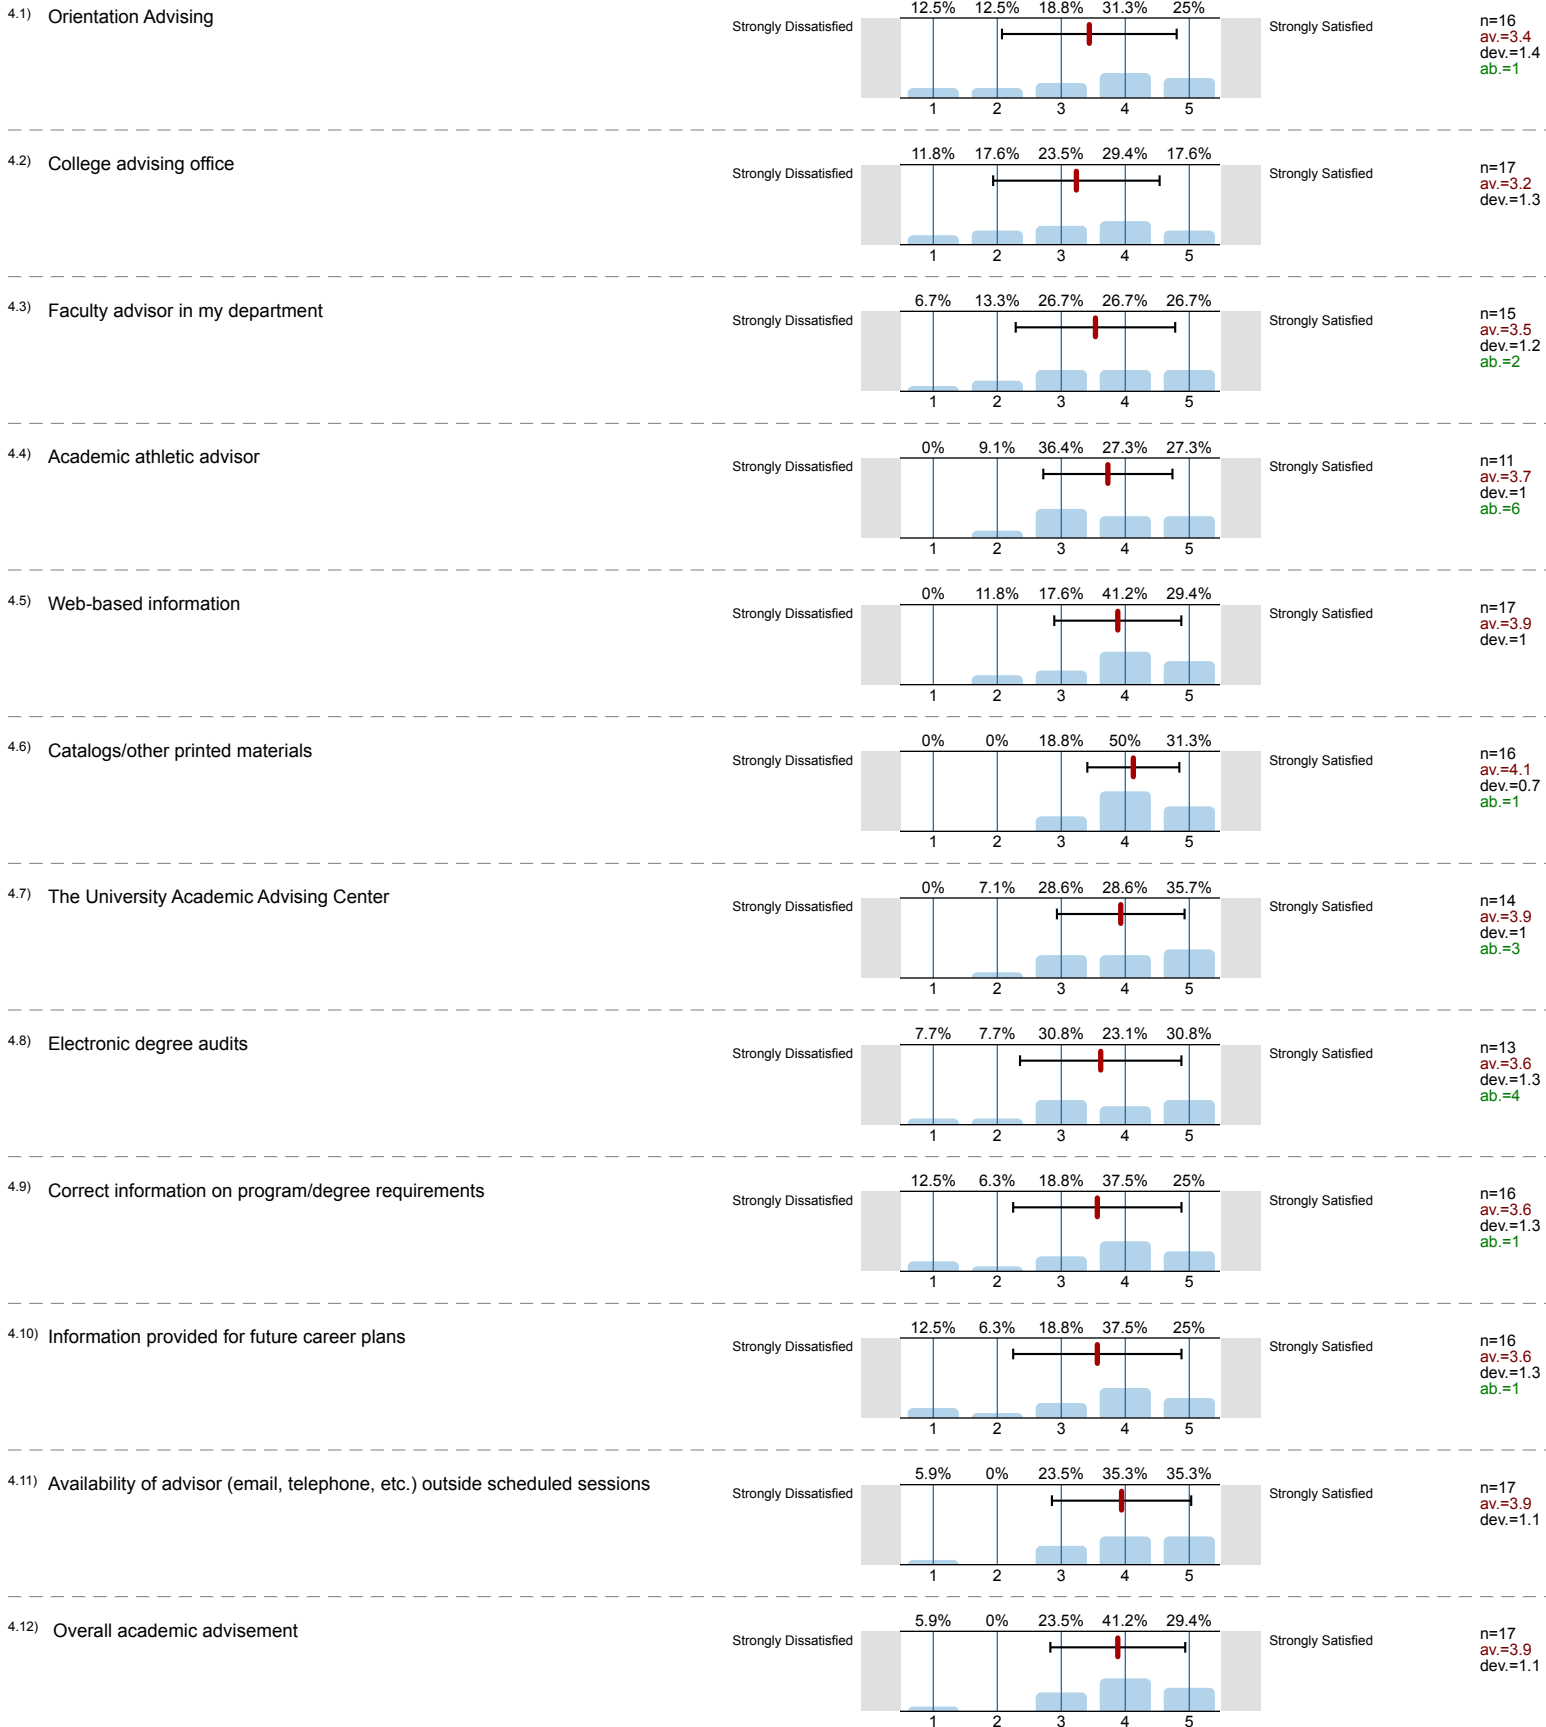 4.1) Orientation Advising
12.5% 12.5% 18.8% 31.3% 25%
Strongly Dissatisfied
Strongly Satisfied
n=16
av.=3.4
dev.=1.4
ab.=1
1 2 3 4 5
4.2) College advising office
11.8% 17.6% 23.5% 29.4% 17.6%
Strongly Dissatisfied
Strongly Satisfied
n=17
av.=3.2
dev.=1.3
1 2 3 4 5
4.3) Faculty advisor in my department
6.7% 13.3% 26.7% 26.7% 26.7%
Strongly Dissatisfied
Strongly Satisfied
n=15
av.=3.5
dev.=1.2
ab.=2
1 2 3 4 5
4.4) Academic athletic advisor
0% 9.1% 36.4% 27.3% 27.3%
Strongly Dissatisfied
Strongly Satisfied
n=11
av.=3.7
dev.=1
ab.=6
1 2 3 4 5
4.5) Web-based information
0% 11.8% 17.6% 41.2% 29.4%
Strongly Dissatisfied
Strongly Satisfied
n=17
av.=3.9
dev.=1
1 2 3 4 5
4.6) Catalogs/other printed materials
0% 0% 18.8% 50% 31.3%
Strongly Dissatisfied
Strongly Satisfied
n=16
av.=4.1
dev.=0.7
ab.=1
1 2 3 4 5
4.7) The University Academic Advising Center
0% 7.1% 28.6% 28.6% 35.7%
Strongly Dissatisfied
Strongly Satisfied
n=14
av.=3.9
dev.=1
ab.=3
1 2 3 4 5
4.8) Electronic degree audits
7.7% 7.7% 30.8% 23.1% 30.8%
Strongly Dissatisfied
Strongly Satisfied
n=13
av.=3.6
dev.=1.3
ab.=4
1 2 3 4 5
4.9) Correct information on program/degree requirements
12.5% 6.3% 18.8% 37.5% 25%
Strongly Dissatisfied
Strongly Satisfied
n=16
av.=3.6
dev.=1.3
ab.=1
1 2 3 4 5
4.10) Information provided for future career plans
12.5% 6.3% 18.8% 37.5% 25%
Strongly Dissatisfied
Strongly Satisfied
n=16
av.=3.6
dev.=1.3
ab.=1
1 2 3 4 5
4.11) Availability of advisor (email, telephone, etc.) outside scheduled sessions
5.9% 0% 23.5% 35.3% 35.3%
Strongly Dissatisfied
Strongly Satisfied
n=17
av.=3.9
dev.=1.1
1 2 3 4 5
4.12) Overall academic advisement
5.9% 0% 23.5% 41.2% 29.4%
Strongly Dissatisfied
Strongly Satisfied
n=17
av.=3.9
dev.=1.1
1 2 3 4 5